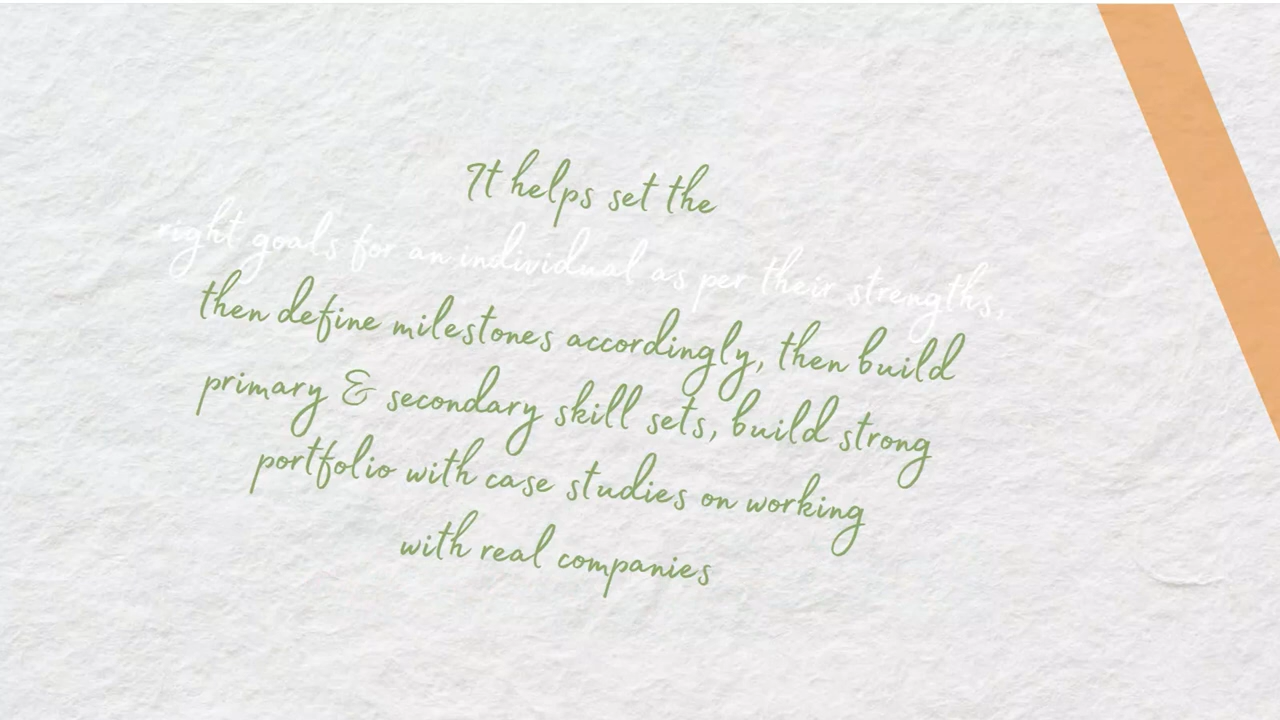 It helps set the
right goals for an individual as per their strengths,
then define milestones accordingly, then build
primary & secondary skill sets, build strong
portfolio with case studies on working
with real companies